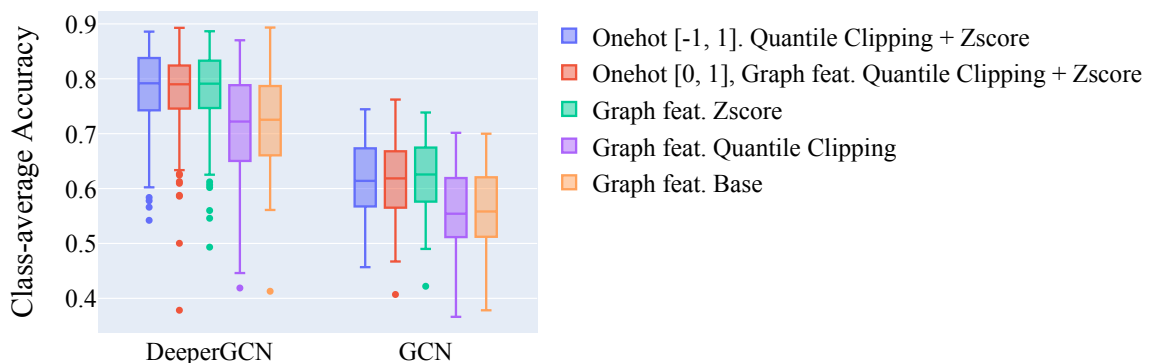 Class-average Accuracy
0.9
0.8
0.7
0.6
0.5
0.4
DeeperGCN
GCN
Onehot [-1, 1]. Quantile Clipping + Zscore
Onehot [0, 1], Graph feat. Quantile Clipping + Zscore
Graph feat. Zscore
Graph feat. Quantile Clipping
Graph feat. Base